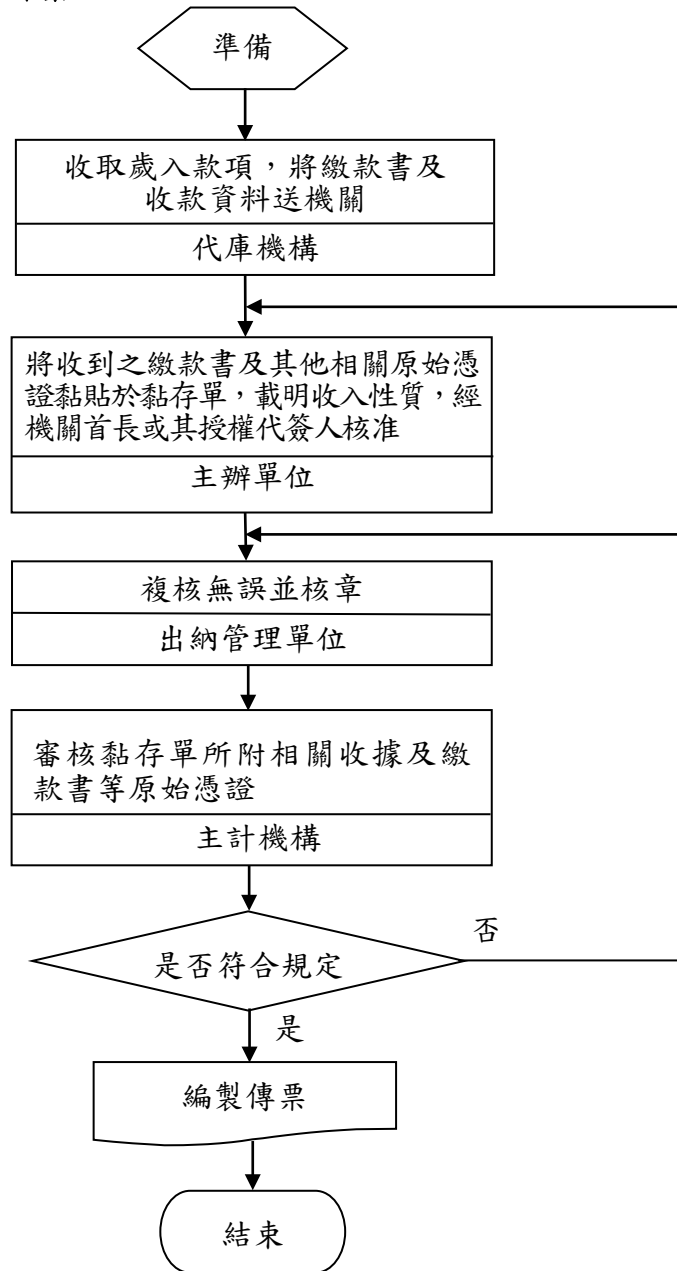 準備
收取歲入款項，將繳款書及
收款資料送機關
代庫機構
將收到之繳款書及其他相關原始憑
證黏貼於黏存單，載明收入性質，經
機關首長或其授權代簽人核准
主辦單位
複核無誤並核章
出納管理單位
審核黏存單所附相關收據及繳
款書等原始憑證
主計機構
是否符合規定
否
是
編製傳票
結束